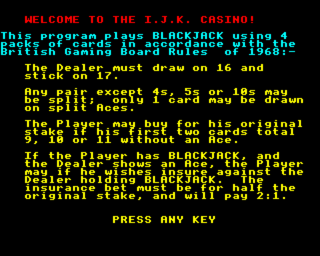 WELCOME TO THE I.J.K. CASINO!
This program plays BLACKJACK using 4
packs of cards in accordance with the
British Gaming Board Rules of 1968:-
The Dealer must draw on 16 and
stick on 17.
Any pair except 4s, 5s or 10s may
be split; only 1 card may be drawn
on split Aces.
The Player may buy for his original
stake if his first two cards total
9, 10 or 11 without an Ace.
If the Player has BLACKJACK, and
the Dealer shows an Ace, the Player
may if he wishes insure against the
Dealer holding BLACKJACK. The
insurance bet must be for half the
original stake, and will pay 2:1.
PRESS ANY KEY